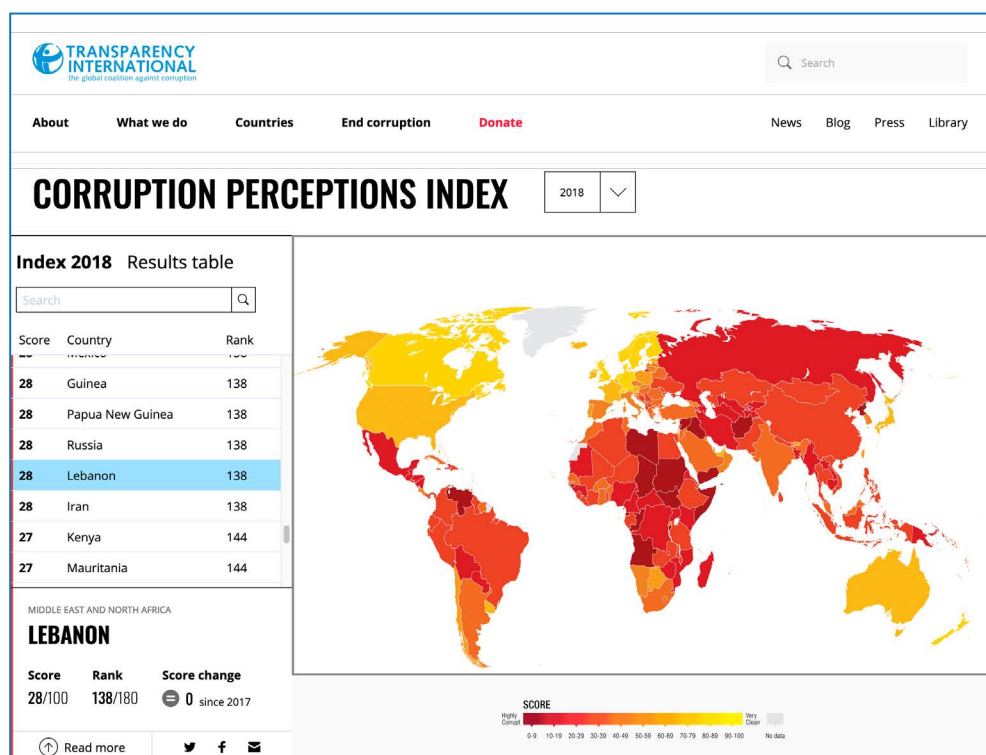 TRANSPARENCY
INTERNATIONAL
the global coalition against corruption
Search
About What we do Countries End corruption Donate
News Blog Press Library
CORRUPTION PERCEPTIONS INDEX 2018
Index 2018 Results table
Search
Score Country Rank
28 Mexico 138
28 Guinea 138
28 Papua New Guinea 138
28 Russia 138
28 Lebanon 138
28 Iran 138
27 Kenya 144
27 Mauritania 144
MIDDLE EAST AND NORTH AFRICA
LEBANON
Score Rank Score change
28/100 138/180 0 since 2017
Read more
SCORE
Highly Corrupt
Very Clean
0-9 10-19 20-29 30-39 40-49 50-59 60-69 70-79 80-89 90-100 No data